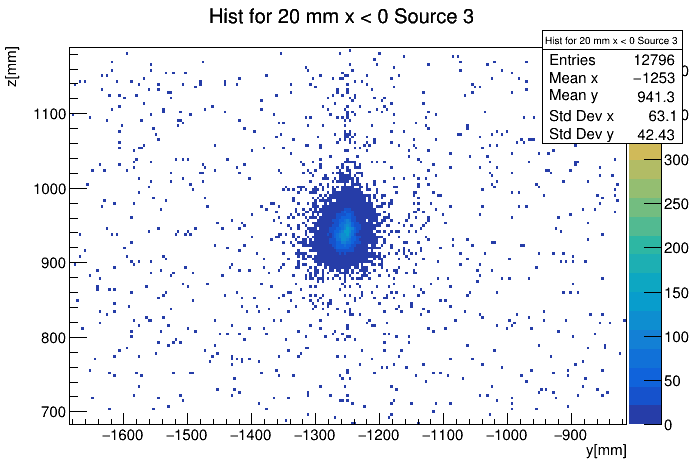 Hist for 20 mm x < 0 Source 3
Hist for 20 mm x < 0 Source 3
Entries 12796
Mean x −1253
Mean y 941.3
Std Dev x 63.1
Std Dev y 42.43
z[mm]
1100
1000
900
800
700
−1600 −1500 −1400 −1300 −1200 −1100 −1000 −900
y[mm]
250
200
150
100
50
0